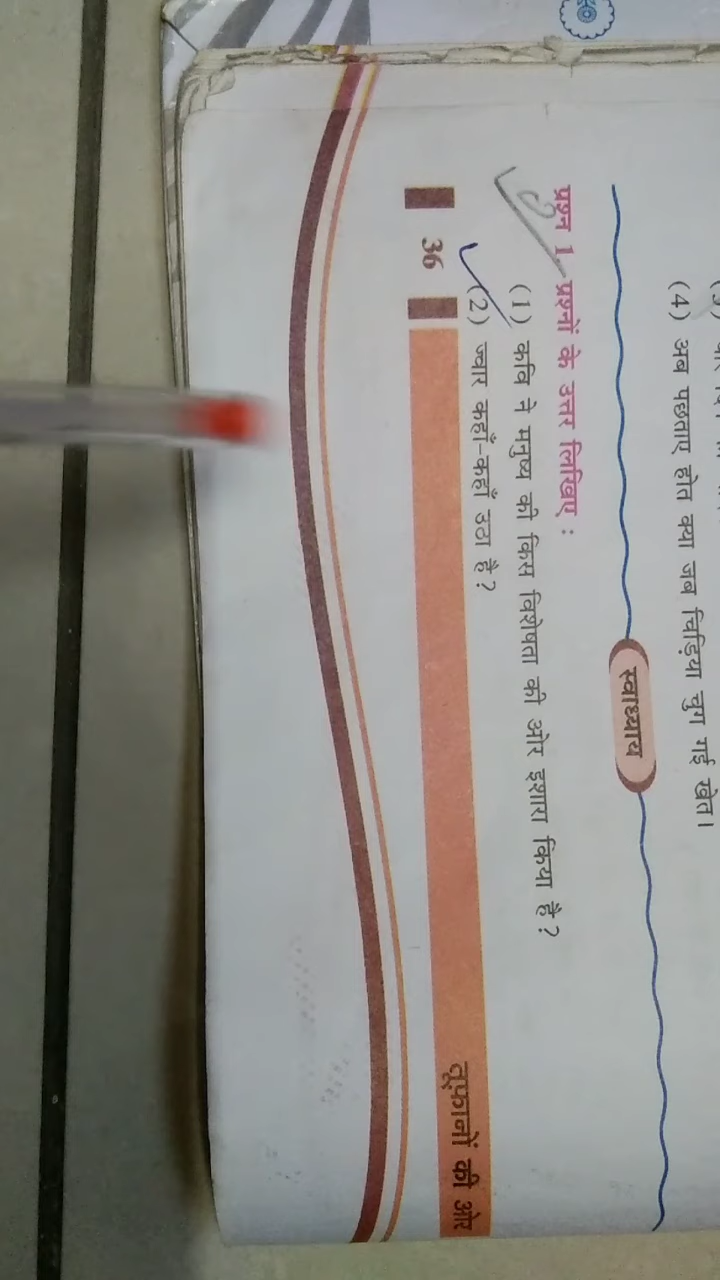 (4) अब पछताए होत क्या जब चिड़िया चुग गई खेत।
स्वाध्याय
प्रश्न 1 प्रश्नों के उत्तर लिखिए :
(1) कवि ने मनुष्य की किस विशेषता की ओर इशारा किया है ?
(2) ज्वार कहाँ-कहाँ उठा है ?
36
तूफानों की ओर